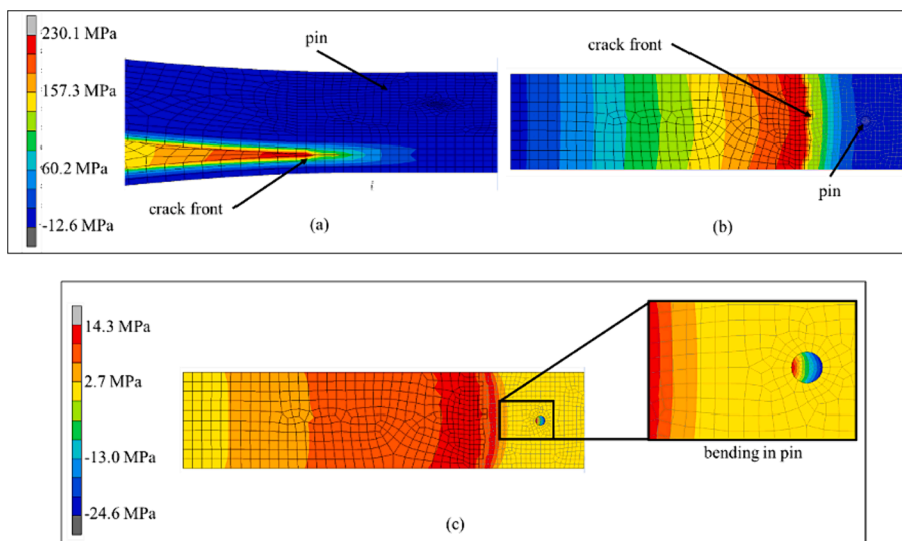 230.1 MPa
157.3 MPa
60.2 MPa
-12.6 MPa
pin
crack front
(a)
crack front
pin
(b)
14.3 MPa
2.7 MPa
-13.0 MPa
-24.6 MPa
bending in pin
(c)